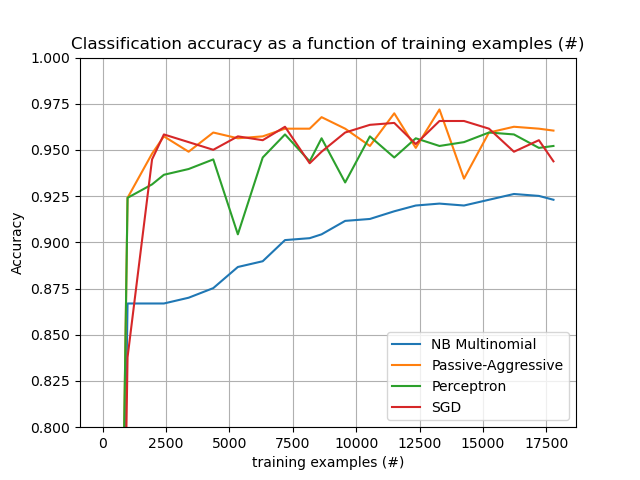 Classification accuracy as a function of training examples (#)
1.000
0.975
0.950
0.925
0.900
0.875
0.850
0.825
0.800
Accuracy
NB Multinomial
Passive-Aggressive
Perceptron
SGD
0 2500 5000 7500 10000 12500 15000 17500
training examples (#)